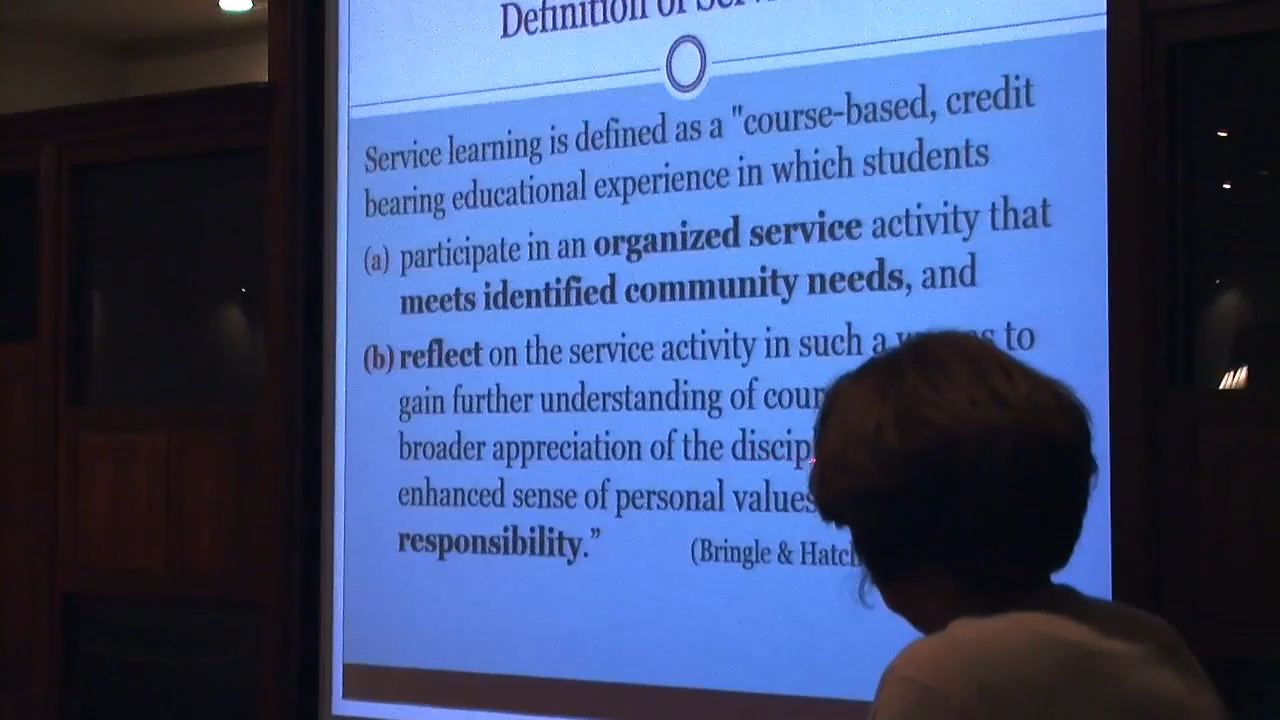 Definition of
Service learning is defined as a "course-based, credit
bearing educational experience in which students
(a) participate in an organized service activity that
meets identified community needs, and
(b) reflect on the service activity in such a to
gain further understanding of
broader appreciation of the
enhanced sense of personal values
responsibility.”
(Bringle &